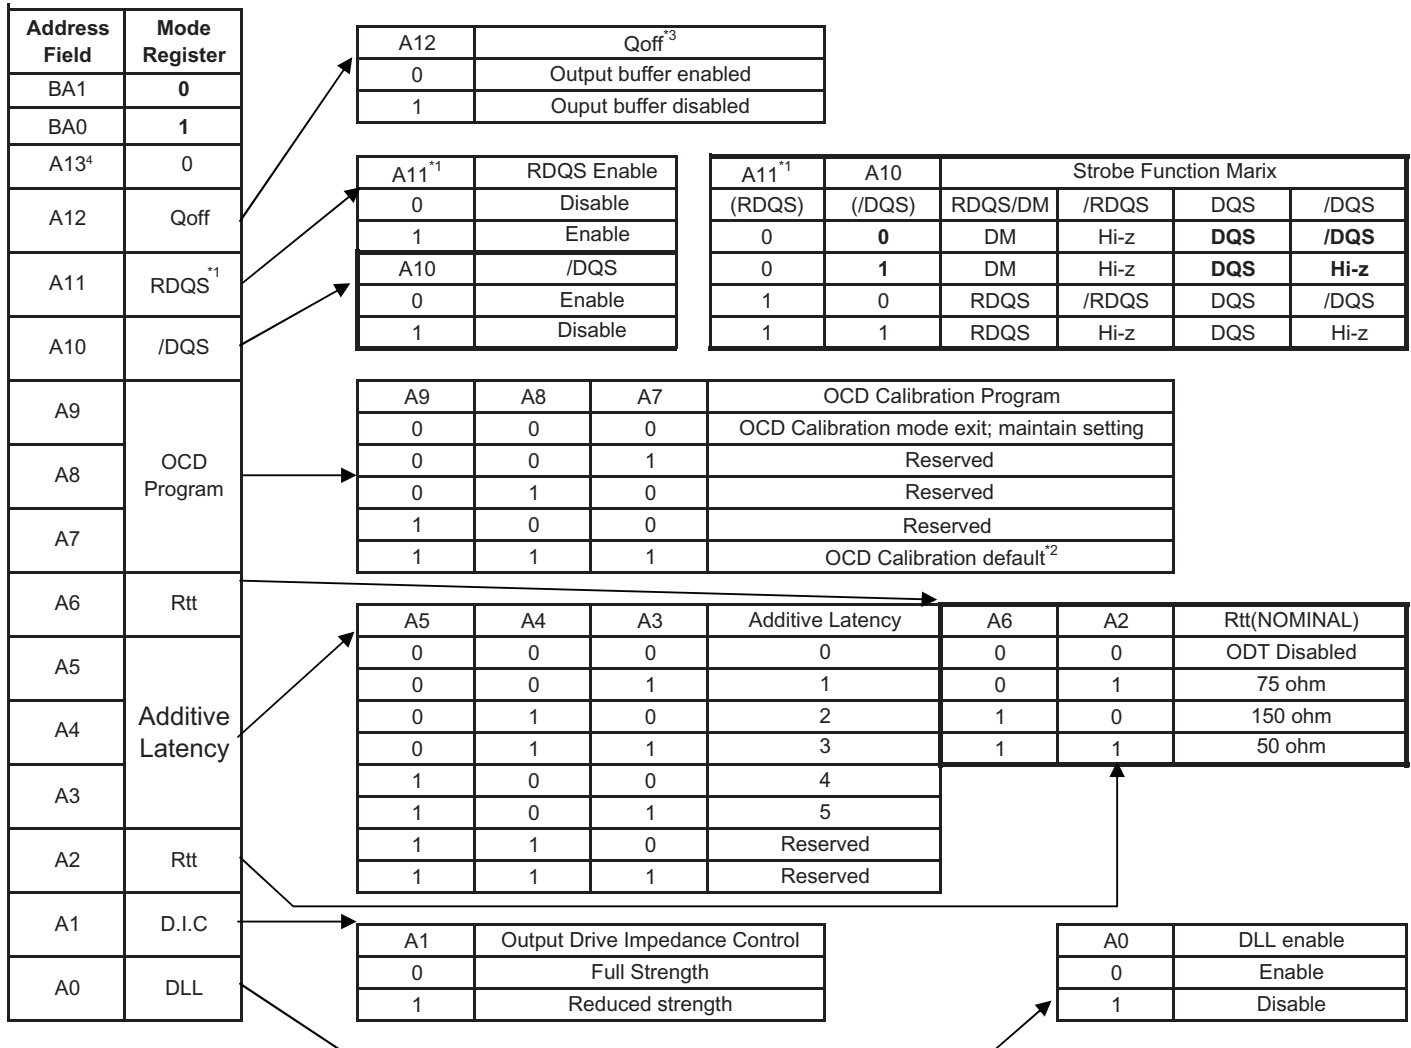 Address Field Mode Register
BA1 0
BA0 1
A13⁴ 0
A12 Qoff
A11 RDQS*1
A10 /DQS
A9
A8 OCD Program
A7
A6 Rtt
A5
A4 Additive Latency
A3
A2 Rtt
A1 D.I.C
A0 DLL
A12 Qoff*3
0 Output buffer enabled
1 Ouput buffer disabled
A11*1 RDQS Enable
0 Disable
1 Enable
A10 /DQS
0 Enable
1 Disable
A11*1 A10 Strobe Function Marix
(RDQS) (/DQS) RDQS/DM /RDQS DQS /DQS
0 0 DM Hi-z DQS /DQS
0 1 DM Hi-z DQS Hi-z
1 0 RDQS /RDQS DQS /DQS
1 1 RDQS Hi-z DQS Hi-z
A9 A8 A7 OCD Calibration Program
0 0 0 OCD Calibration mode exit; maintain setting
0 0 1 Reserved
0 1 0 Reserved
1 0 0 Reserved
1 1 1 OCD Calibration default*2
A5 A4 A3 Additive Latency
0 0 0 0
0 0 1 1
0 1 0 2
0 1 1 3
1 0 0 4
1 0 1 5
1 1 0 Reserved
1 1 1 Reserved
A6 A2 Rtt(NOMINAL)
0 0 ODT Disabled
0 1 75 ohm
1 0 150 ohm
1 1 50 ohm
A1 Output Drive Impedance Control
0 Full Strength
1 Reduced strength
A0 DLL enable
0 Enable
1 Disable